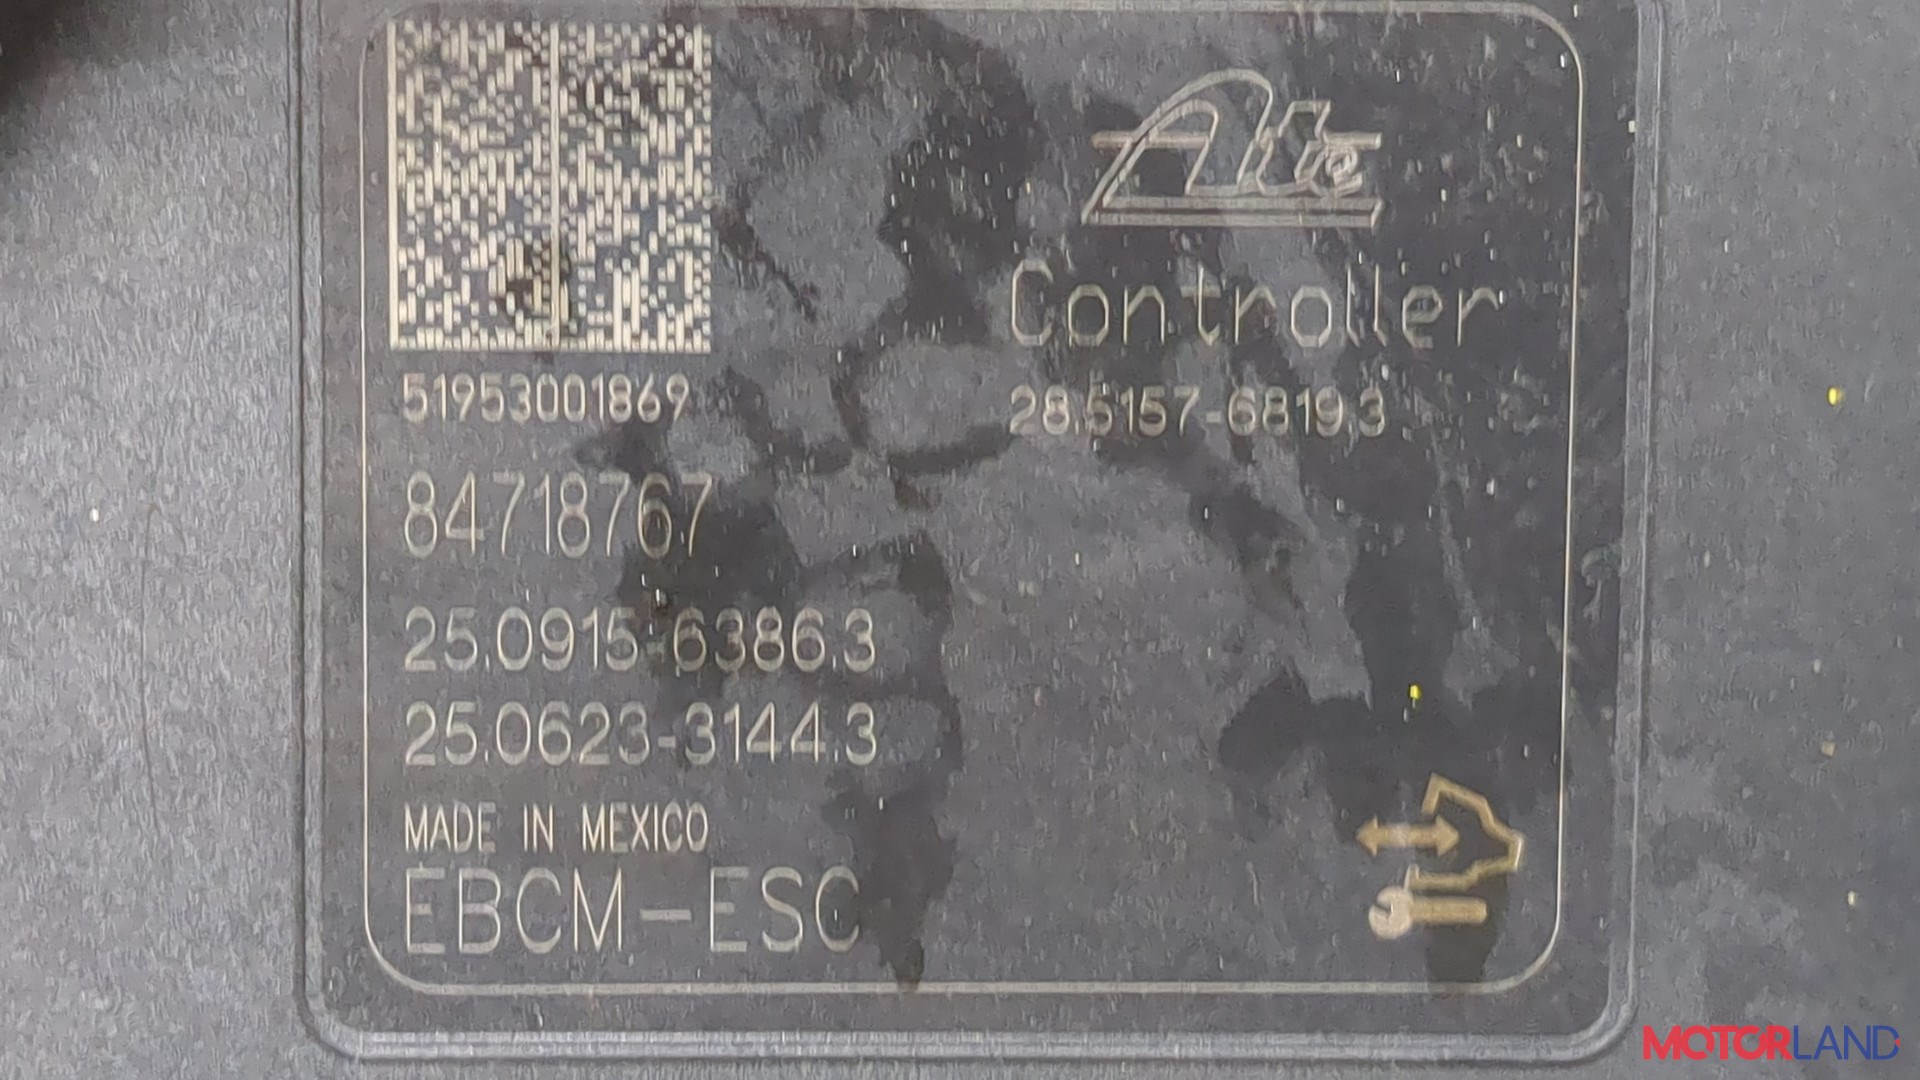 Ate
Controller
51953001869
28.5157-6819.3
84718767
25.0915-6386.3
25.0623-3144.3
MADE IN MEXICO
EBCM-ESC
MOTORLAND